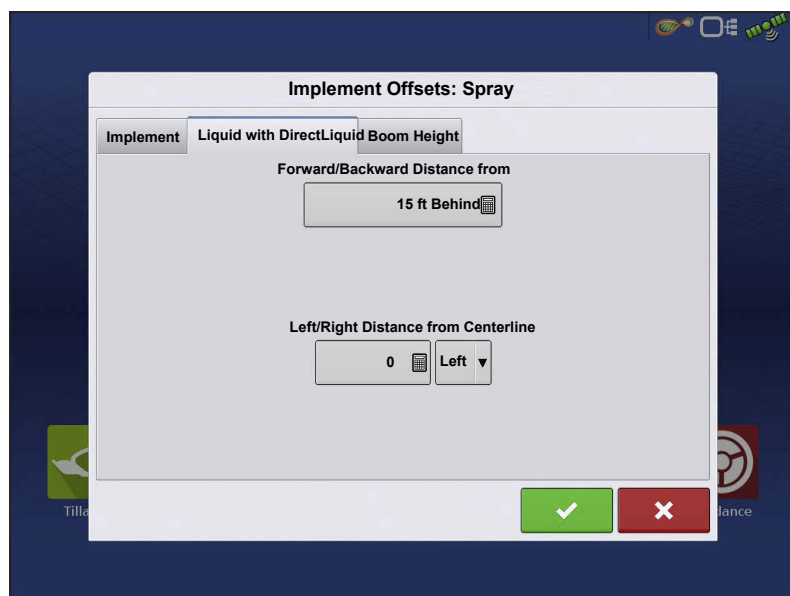 Implement Offsets: Spray
Implement Liquid with DirectLiquid Boom Height
Forward/Backward Distance from
15 ft Behind
Left/Right Distance from Centerline
0 Left
Tilla dance